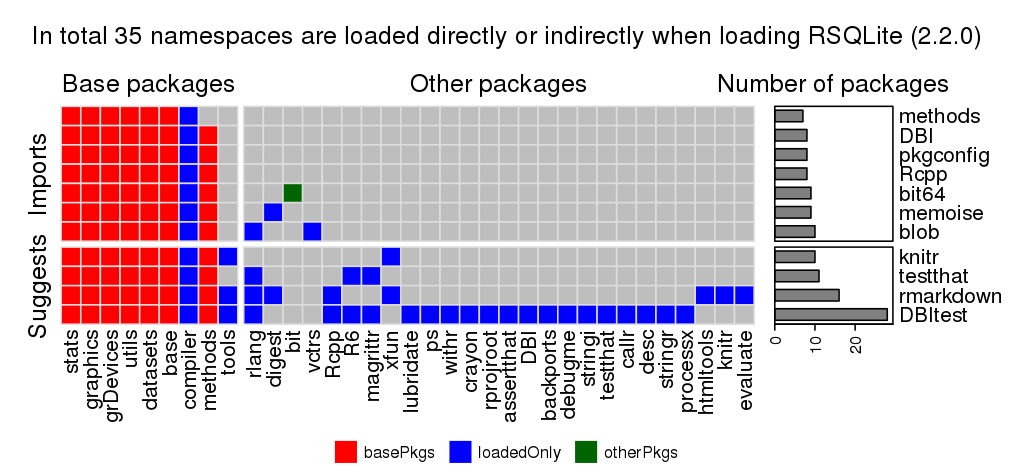 In total 35 namespaces are loaded directly or indirectly when loading RSQLite (2.2.0)
Base packages
Other packages
Number of packages
Imports
methods
DBI
pkgconfig
Rcpp
bit64
memoise
blob
Suggests
knitr
testthat
rmarkdown
DBItest
stats
graphics
grDevices
utils
datasets
base
compiler
methods
tools
rlang
digest
bit
vctrs
Rcpp
R6
magrittr
xfun
lubridate
ps
withr
crayon
rprojroot
assertthat
DBI
backports
debugme
stringi
testthat
callr
desc
stringr
processx
htmltools
knitr
evaluate
0
10
20
basePkgs
loadedOnly
otherPkgs